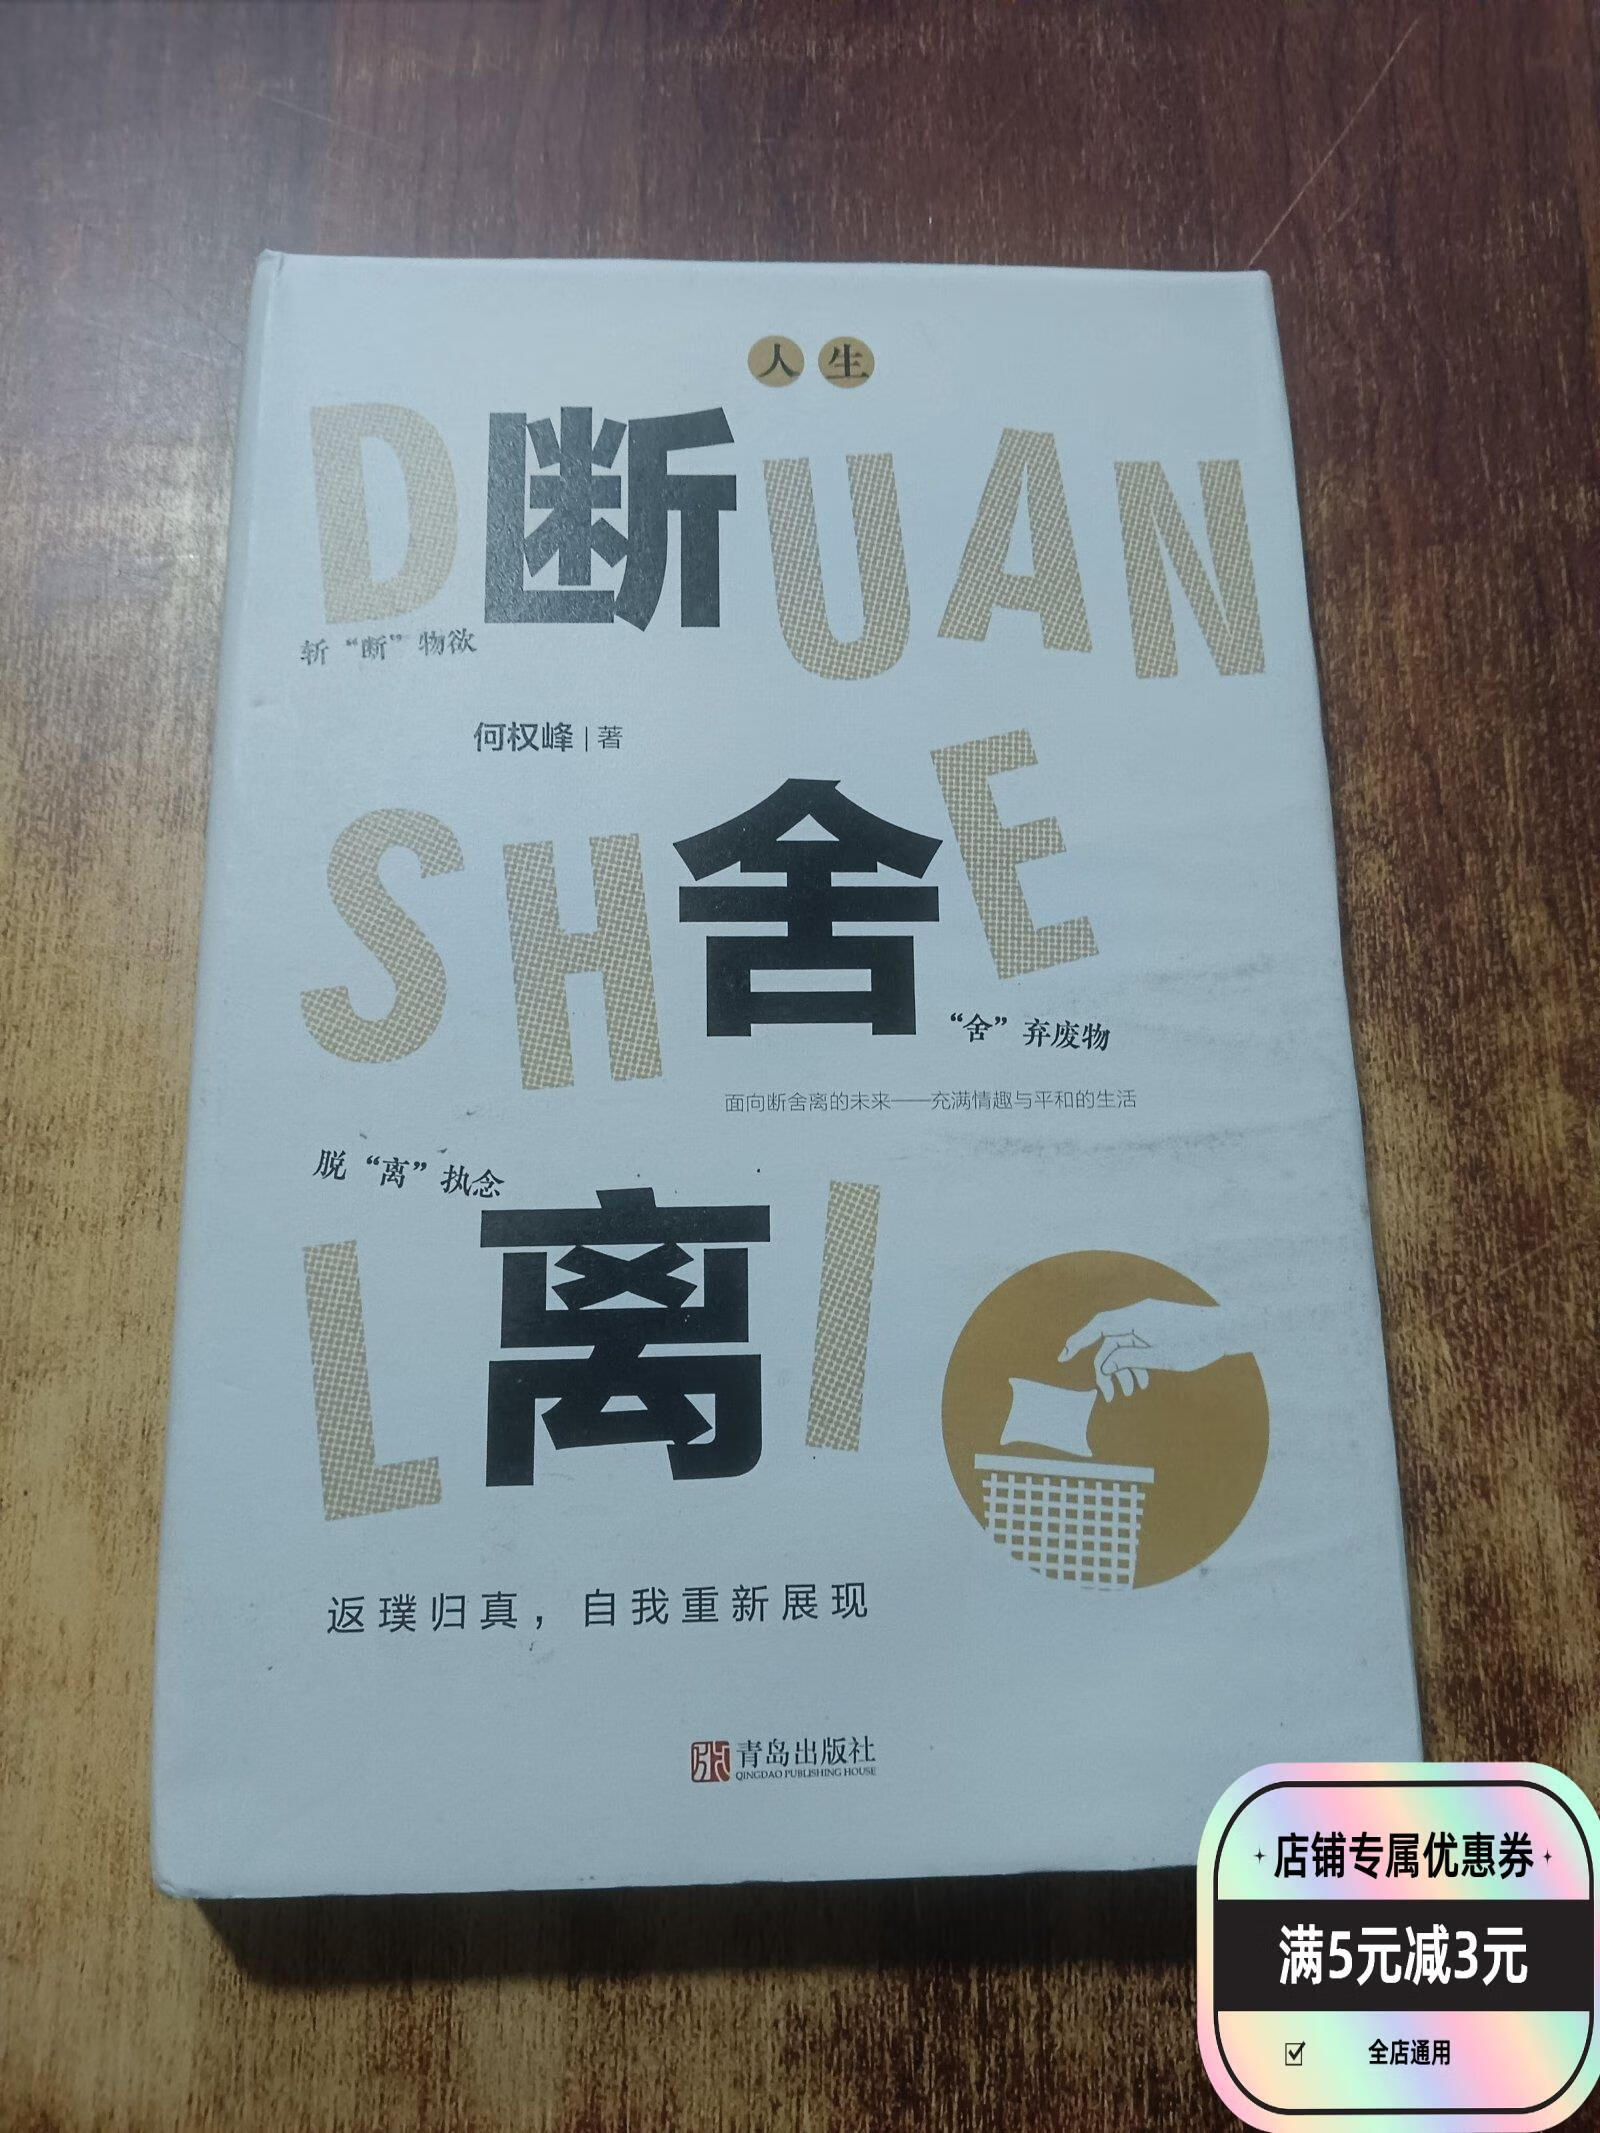 人生
D断UAN
斩“断”物欲
何权峰|著
SH舍E
“舍”弃废物
面向断舍离的未来——充满情趣与平和的生活
脱“离”执念
L离I
返璞归真，自我重新展现
青岛出版社
QINGDAO PUBLISHING HOUSE
店铺专属优惠券
满5元减3元
全店通用